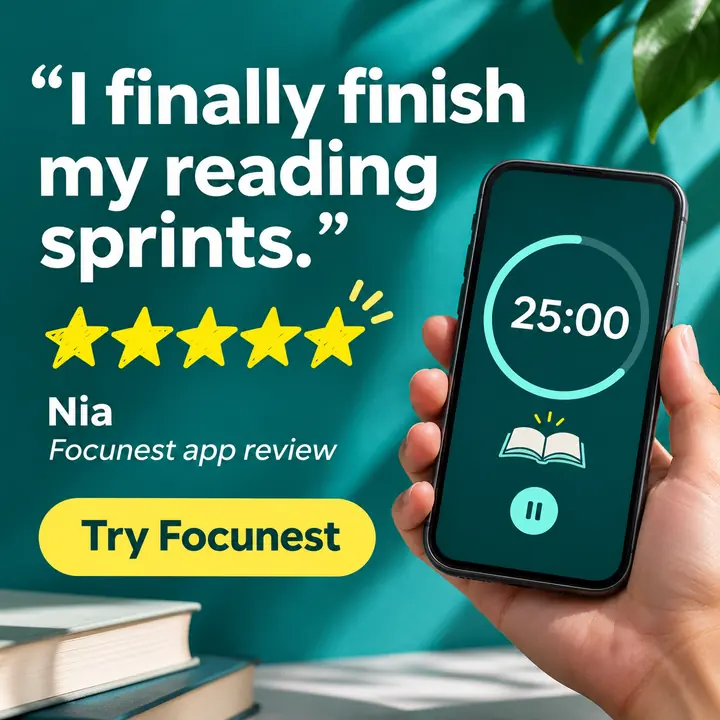 “I finally finish
my reading
sprints.”
Nia
Focunest app review
Try Focunest
25:00